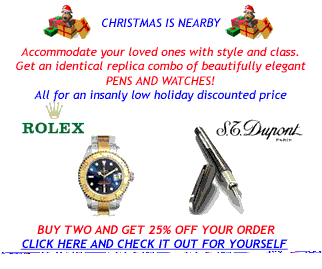 CHRISTMAS IS NEARBY
Accommodate your loved ones with style and class.
Get an identical replica combo of beautifully elegant
PENS AND WATCHES!
All for an insanly low holiday discounted price
ROLEX
S.T. Dupont
PARIS
BUY TWO AND GET 25% OFF YOUR ORDER
CLICK HERE AND CHECK IT OUT FOR YOURSELF